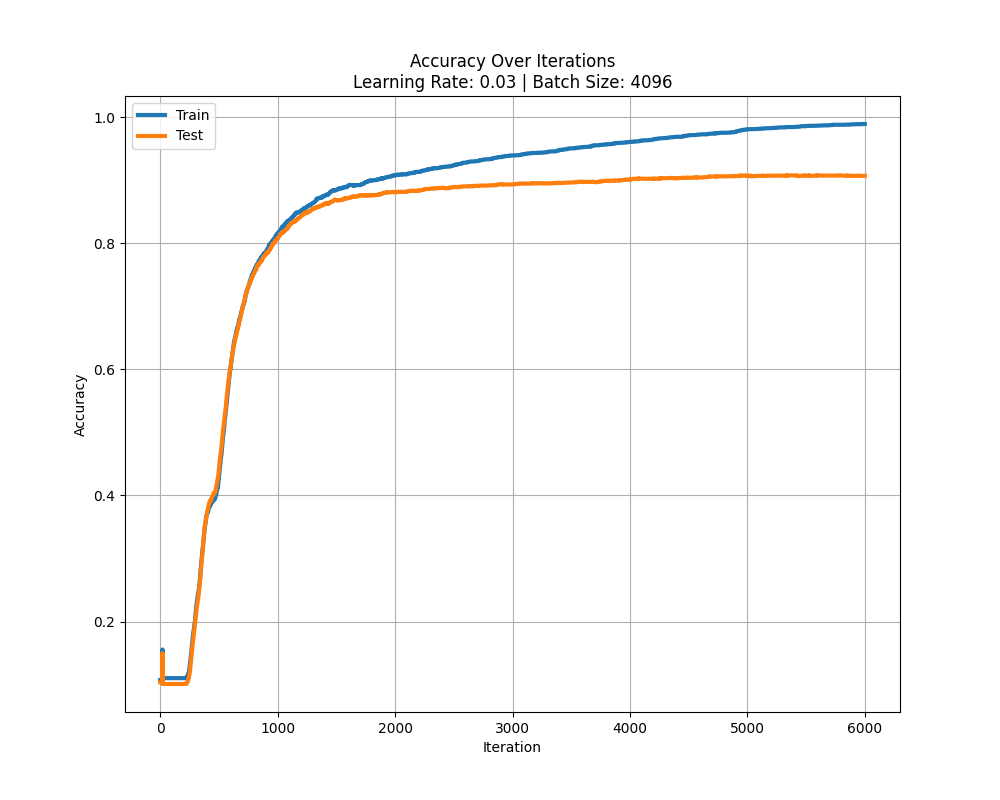 Accuracy Over Iterations
Learning Rate: 0.03 | Batch Size: 4096
Train
Test
1.0
0.8
0.6
0.4
0.2
Accuracy
0 1000 2000 3000 4000 5000 6000
Iteration